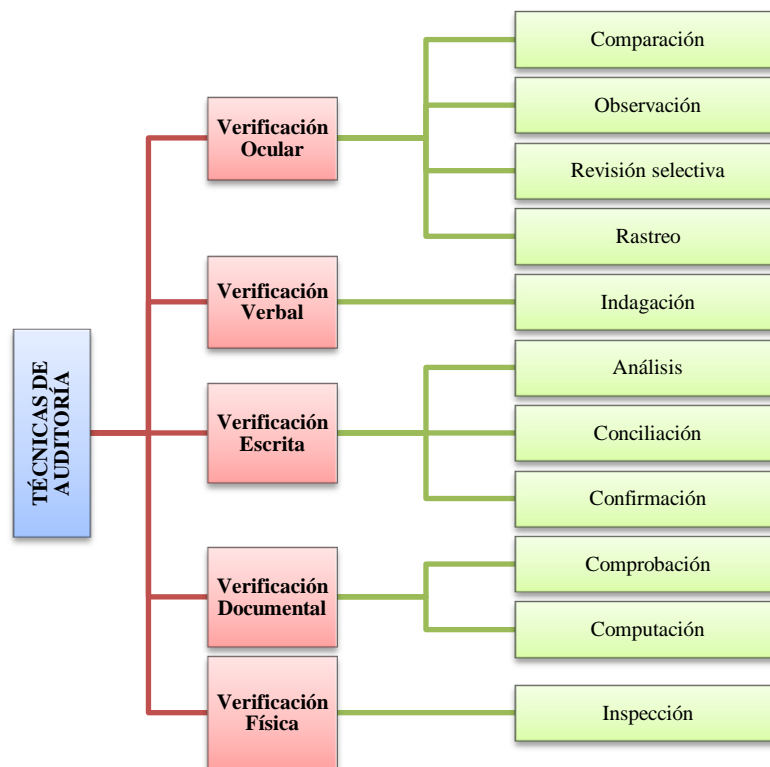 TÉCNICAS DE
AUDITORÍA
Verificación
Ocular
Comparación
Observación
Revisión selectiva
Rastreo
Verificación
Verbal
Indagación
Verificación
Escrita
Análisis
Conciliación
Confirmación
Verificación
Documental
Comprobación
Computación
Verificación
Física
Inspección